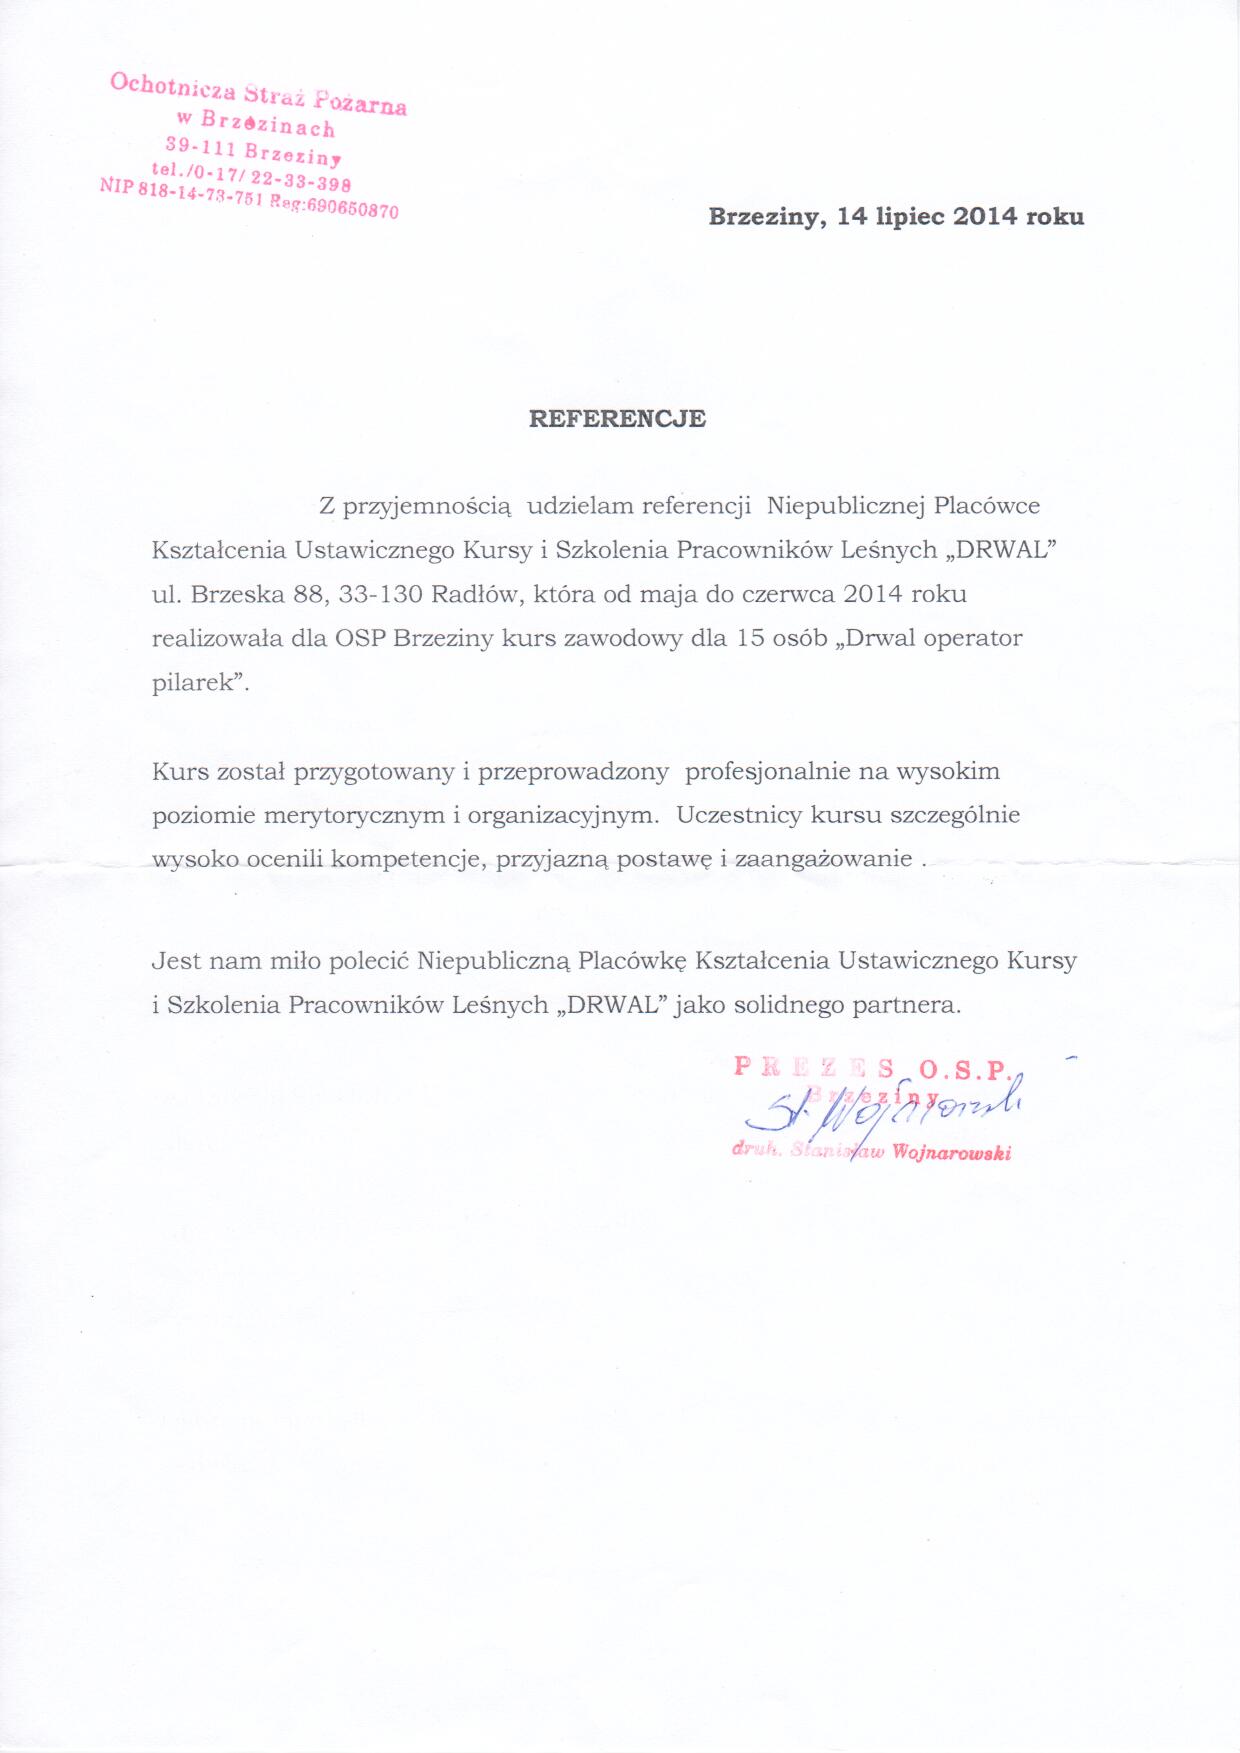 Ochotnicza Straż Pożarna
w Brzezinach
39-111 Brzeziny
tel./0-17/ 22-33-398
NIP 818-14-73-751 Reg:690650870
Brzeziny, 14 lipiec 2014 roku
REFERENCJE
Z przyjemnością udzielam referencji Niepublicznej Placówce
Kształcenia Ustawicznego Kursy i Szkolenia Pracowników Leśnych „DRWAL”
ul. Brzeska 88, 33-130 Radłów, która od maja do czerwca 2014 roku
realizowała dla OSP Brzeziny kurs zawodowy dla 15 osób „Drwal operator
pilarek”.
Kurs został przygotowany i przeprowadzony profesjonalnie na wysokim
poziomie merytorycznym i organizacyjnym. Uczestnicy kursu szczególnie
wysoko ocenili kompetencje, przyjazną postawę i zaangażowanie .
Jest nam miło polecić Niepubliczną Placówkę Kształcenia Ustawicznego Kursy
i Szkolenia Pracowników Leśnych „DRWAL” jako solidnego partnera.
PREZES O.S.P.
Brzeziny
St. Wojnarowski
druh. Stanisław Wojnarowski